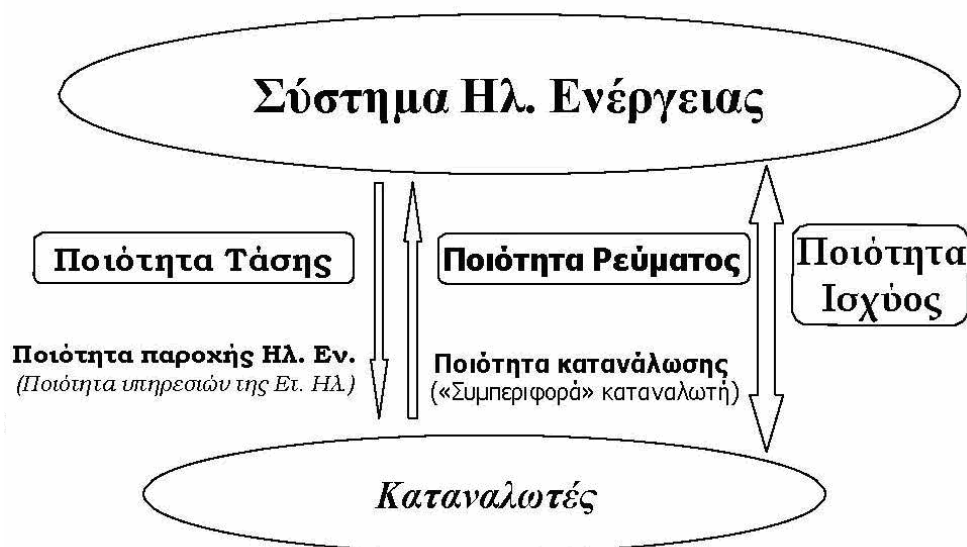 Σύστημα Ηλ. Ενέργειας
Ποιότητα Τάσης
Ποιότητα Ρεύματος
Ποιότητα
Ισχύος
Ποιότητα παροχής Ηλ. Εν.
(Ποιότητα υπηρεσιών της Ετ. Ηλ.)
Ποιότητα κατανάλωσης
(«Συμπεριφορά» καταναλωτή)
Καταναλωτές